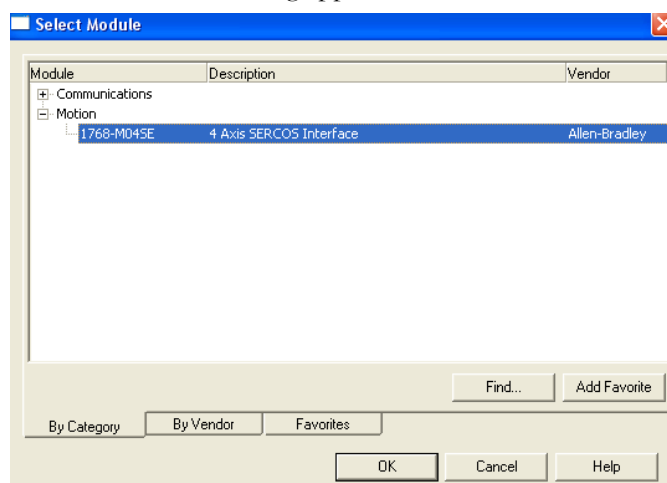 Select Module
Module Description Vendor
Communications
Motion
1768-M04SE 4 Axis SERCOS Interface Allen-Bradley
Find... Add Favorite
By Category By Vendor Favorites
OK Cancel Help